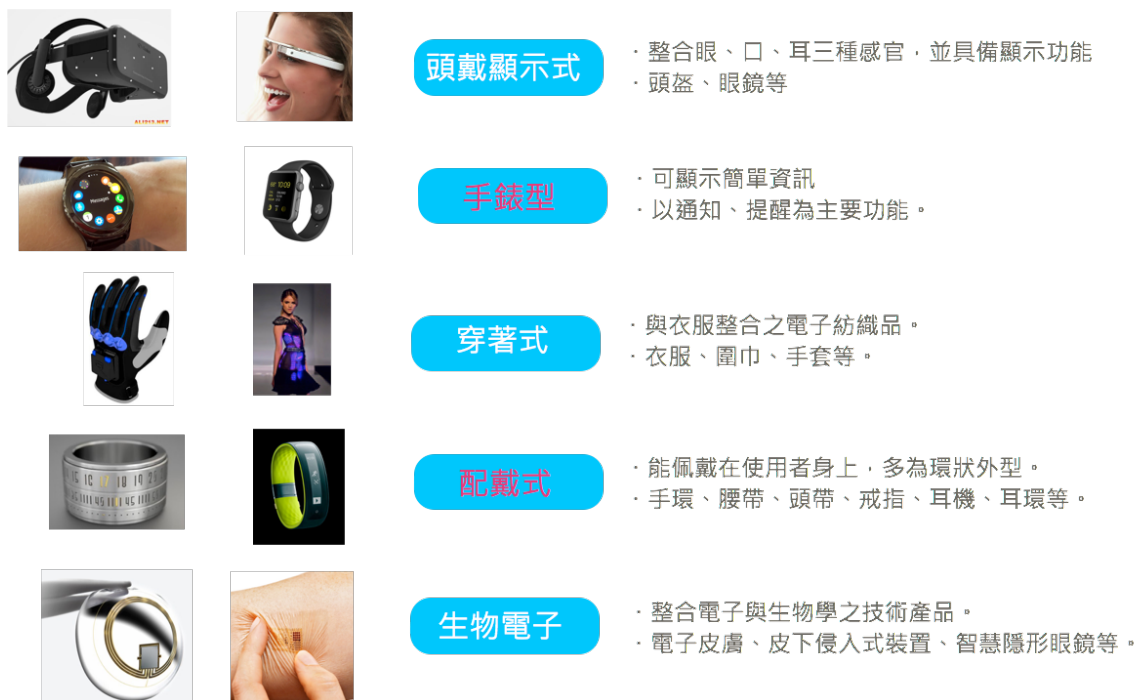 頭戴顯示式
·整合眼、口、耳三種感官，並具備顯示功能
·頭盔、眼鏡等
手錶型
·可顯示簡單資訊
·以通知、提醒為主要功能。
10:09
Messages
穿著式
·與衣服整合之電子紡織品。
·衣服、圍巾、手套等。
配戴式
·能佩戴在使用者身上，多為環狀外型。
·手環、腰帶、頭帶、戒指、耳機、耳環等。
生物電子
·整合電子與生物學之技術產品。
·電子皮膚、皮下侵入式裝置、智慧隱形眼鏡等。